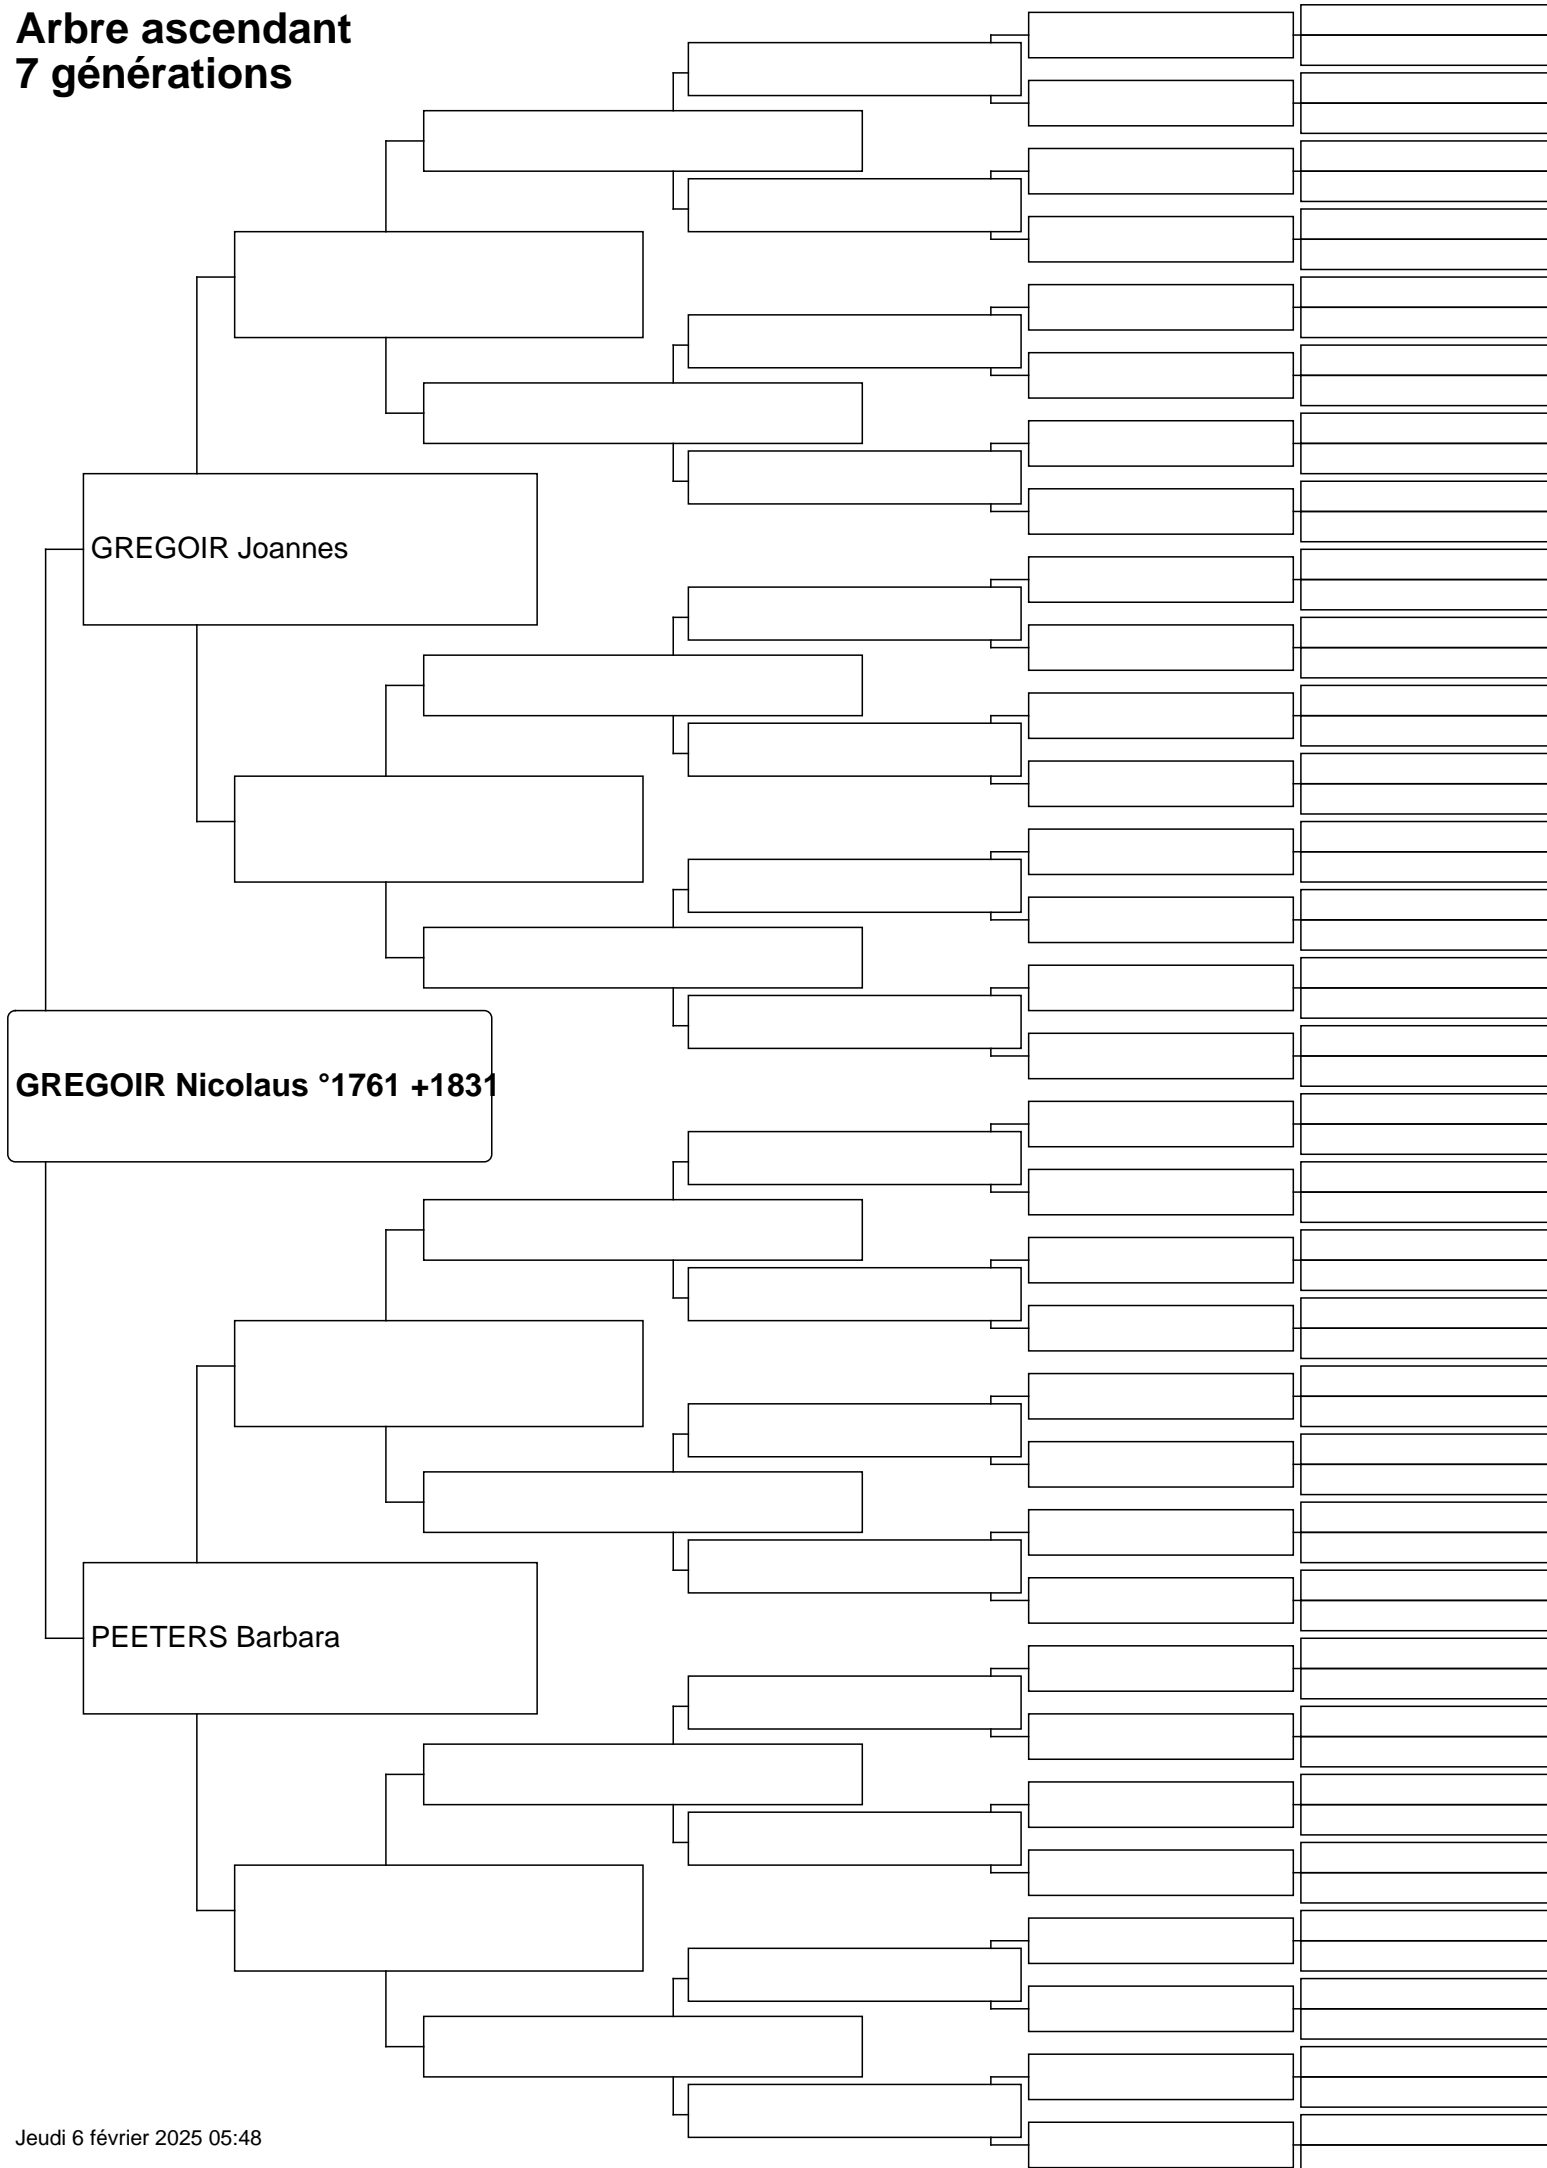 Arbre ascendant
7 générations
GREGOIR Joannes
GREGOIR Nicolaus °1761 +1831
PEETERS Barbara
Jeudi 6 février 2025 05:48